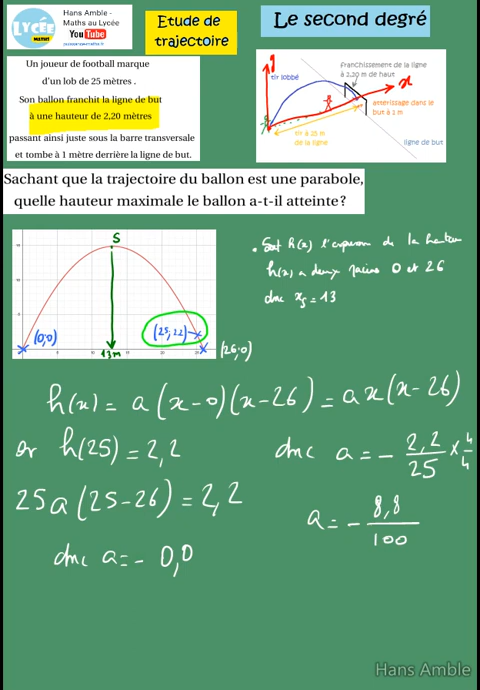 LYCÉE
MATHS
Hans Amble -
Maths au Lycée
YouTube
Etude de
trajectoire
Le second degré
Un joueur de football marque
d'un lob de 25 mètres .
Son ballon franchit la ligne de but
à une hauteur de 2,20 mètres
passant ainsi juste sous la barre transversale
et tombe à 1 mètre derrière la ligne de but.
franchissement de la ligne
à 2,20 m de haut
tir lobbé
x
attérissage dans le
but à 1 m
tir à 25 m
de la ligne
ligne de but
Sachant que la trajectoire du ballon est une parabole,
quelle hauteur maximale le ballon a-t-il atteinte?
S
(0;0)
(25; 2,2)
13m
(26;0)
• Soit h(x) l'expression de la hauteur
h(x) a deux racines 0 et 26
donc xs = 13
h(x) = a(x-0)(x-26) = ax(x-26)
or h(25) = 2,2
25a(25-26) = 2,2
donc a = - 0,0
donc a = - 2,2/25 × 4/4
a = - 8,8/100
Hans Amble